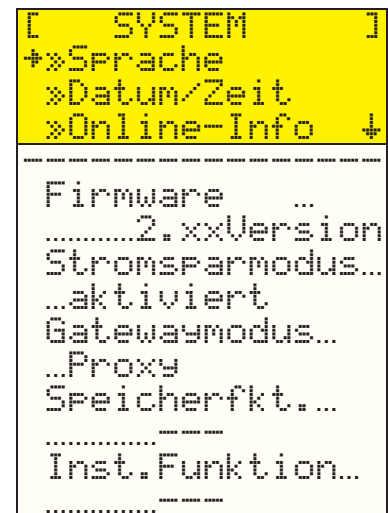 [ SYSTEM ]
→»Sprache
»Datum/Zeit
»Online-Info ↓
------------------
Firmware …
…………2.xxVersion
Stromsparmodus…
…aktiviert
Gatewaymodus…
…Proxy
Speicherfkt.…
……………---
Inst.Funktion…
……………---